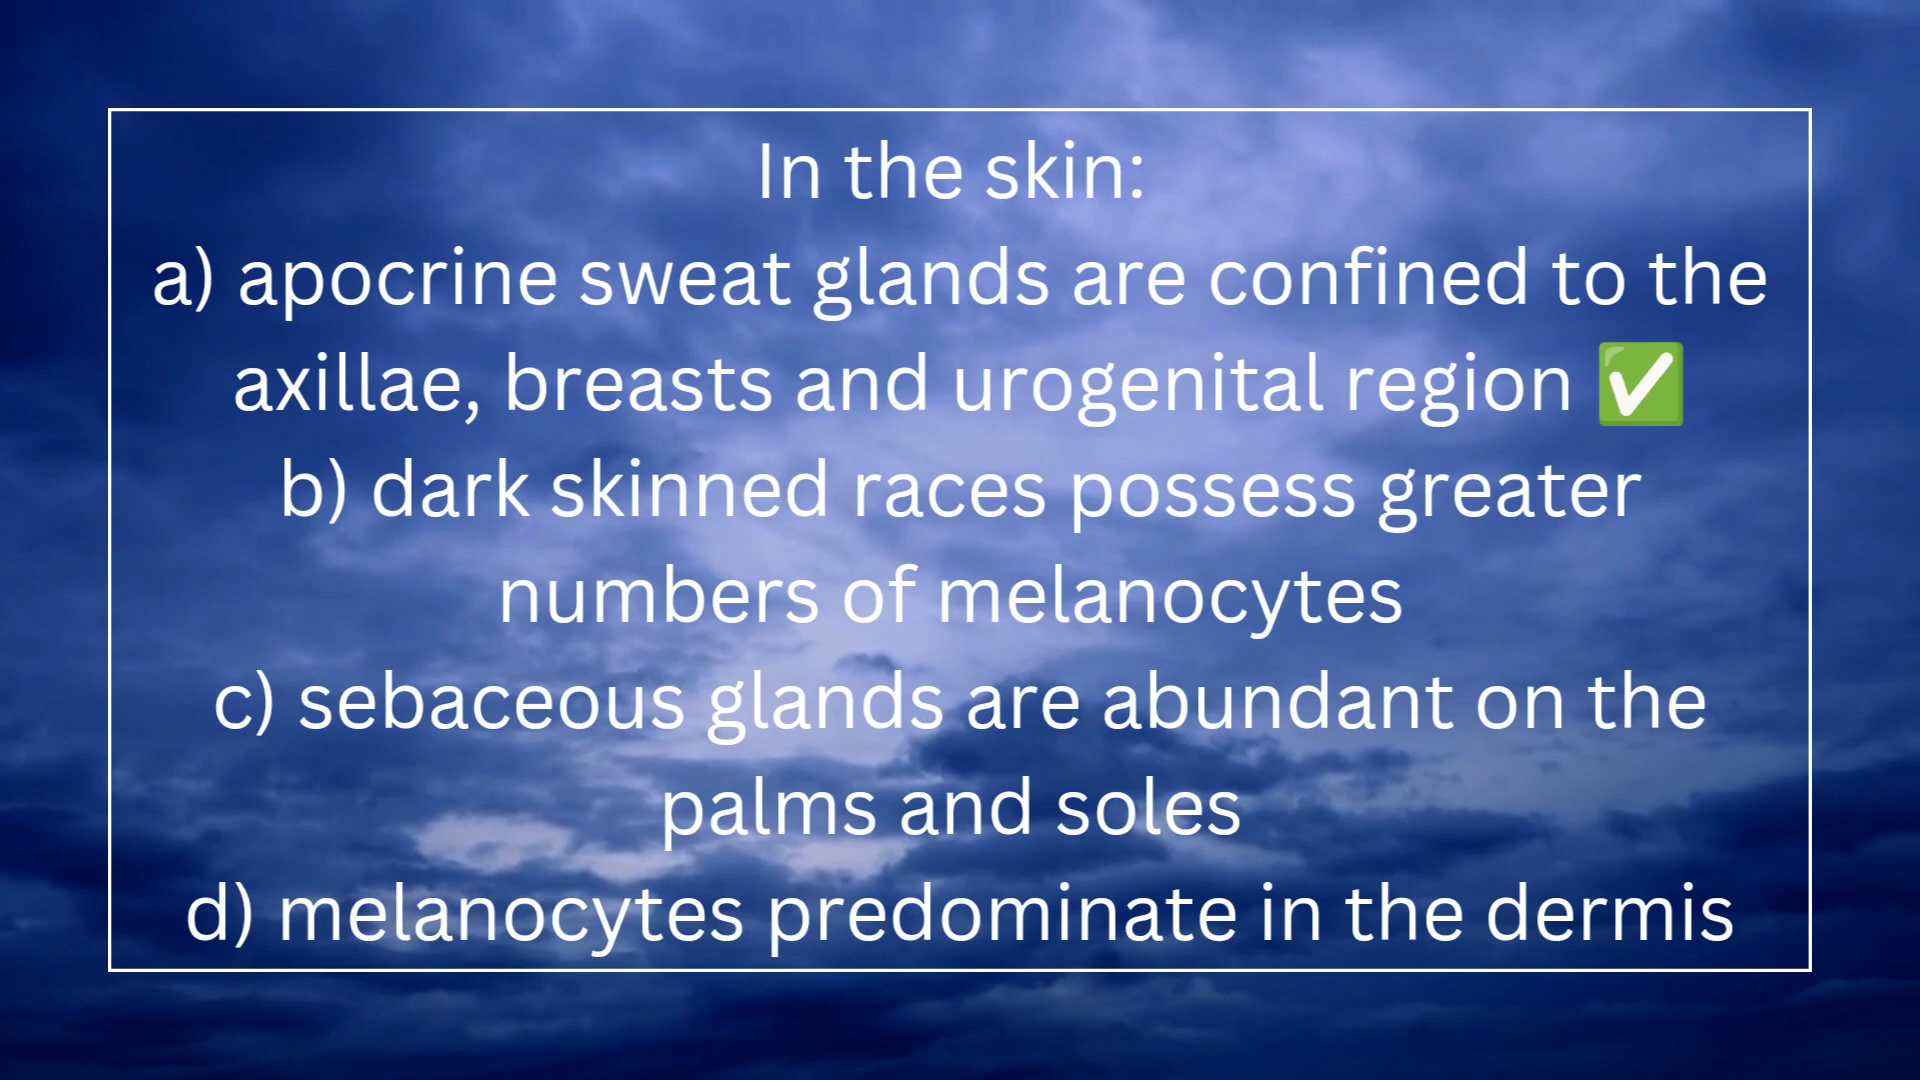 In the skin:
a) apocrine sweat glands are confined to the
axillae, breasts and urogenital region ✅
b) dark skinned races possess greater
numbers of melanocytes
c) sebaceous glands are abundant on the
palms and soles
d) melanocytes predominate in the dermis